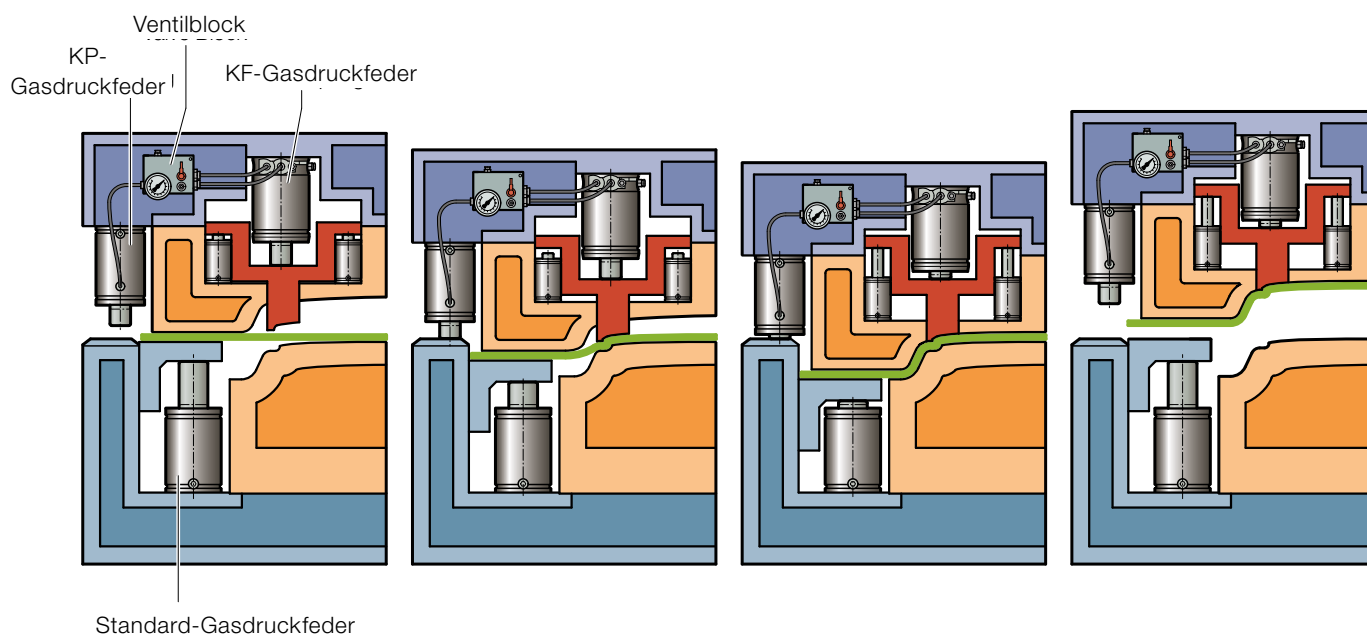 Ventilblock
KP-
Gasdruckfeder
KF-Gasdruckfeder
Standard-Gasdruckfeder